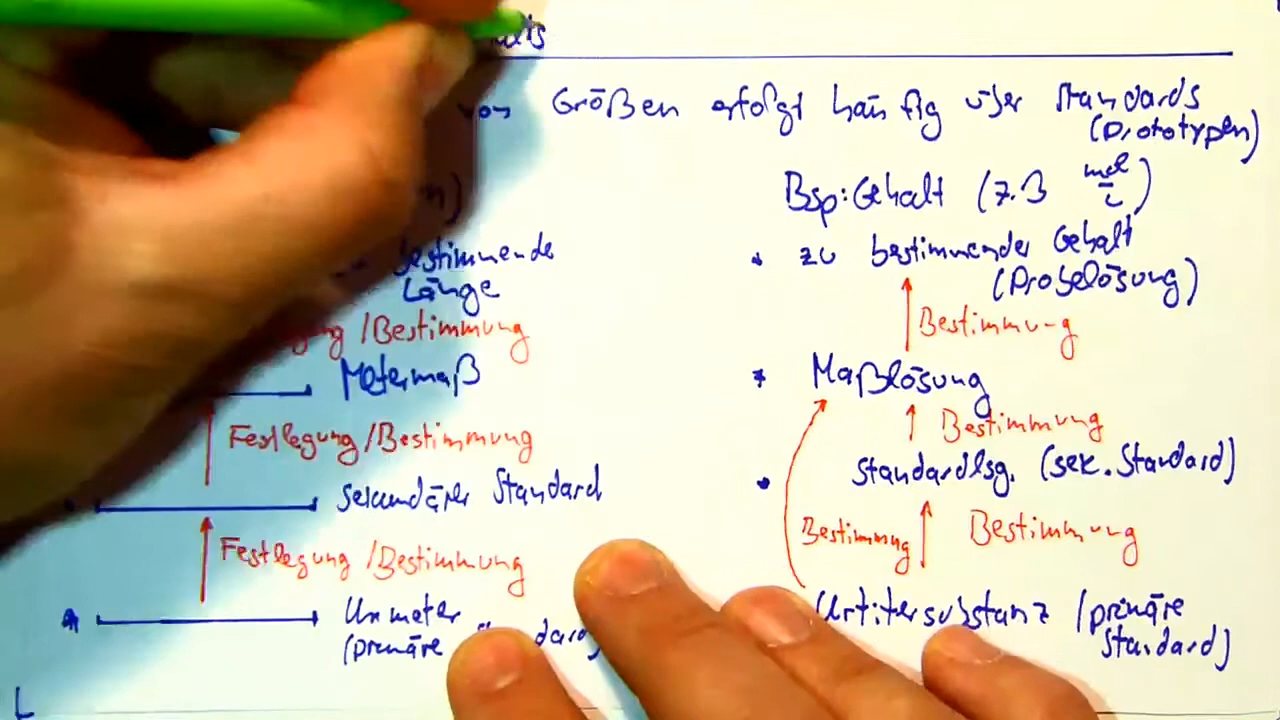 von Größen erfolgt häufig über Standards
(Prototypen)
Bsp: Gehalt (z.B mol/L)
bestimmende
Länge
/Bestimmung
Metermaß
Festlegung/Bestimmung
sekundärer Standard
Festlegung/Bestimmung
Urmeter
(primäre
* zu bestimmender Gehalt
(Probelösung)
Bestimmung
* Maßlösung
Bestimmung
Standardlsg. (sek. Standard)
Bestimmung
Bestimmung
Urtitersubstanz (primäre
Standard)